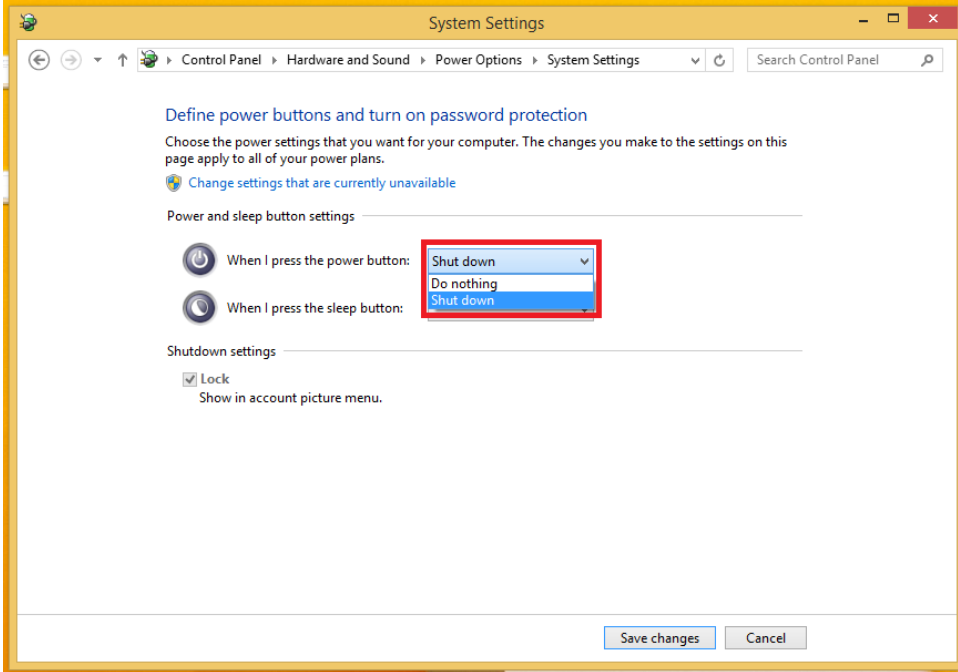 System Settings
Control Panel Hardware and Sound Power Options System Settings Search Control Panel
Define power buttons and turn on password protection
Choose the power settings that you want for your computer. The changes you make to the settings on this
page apply to all of your power plans.
Change settings that are currently unavailable
Power and sleep button settings
When I press the power button: Shut down
Do nothing
Shut down
When I press the sleep button:
Shutdown settings
Lock
Show in account picture menu.
Save changes Cancel